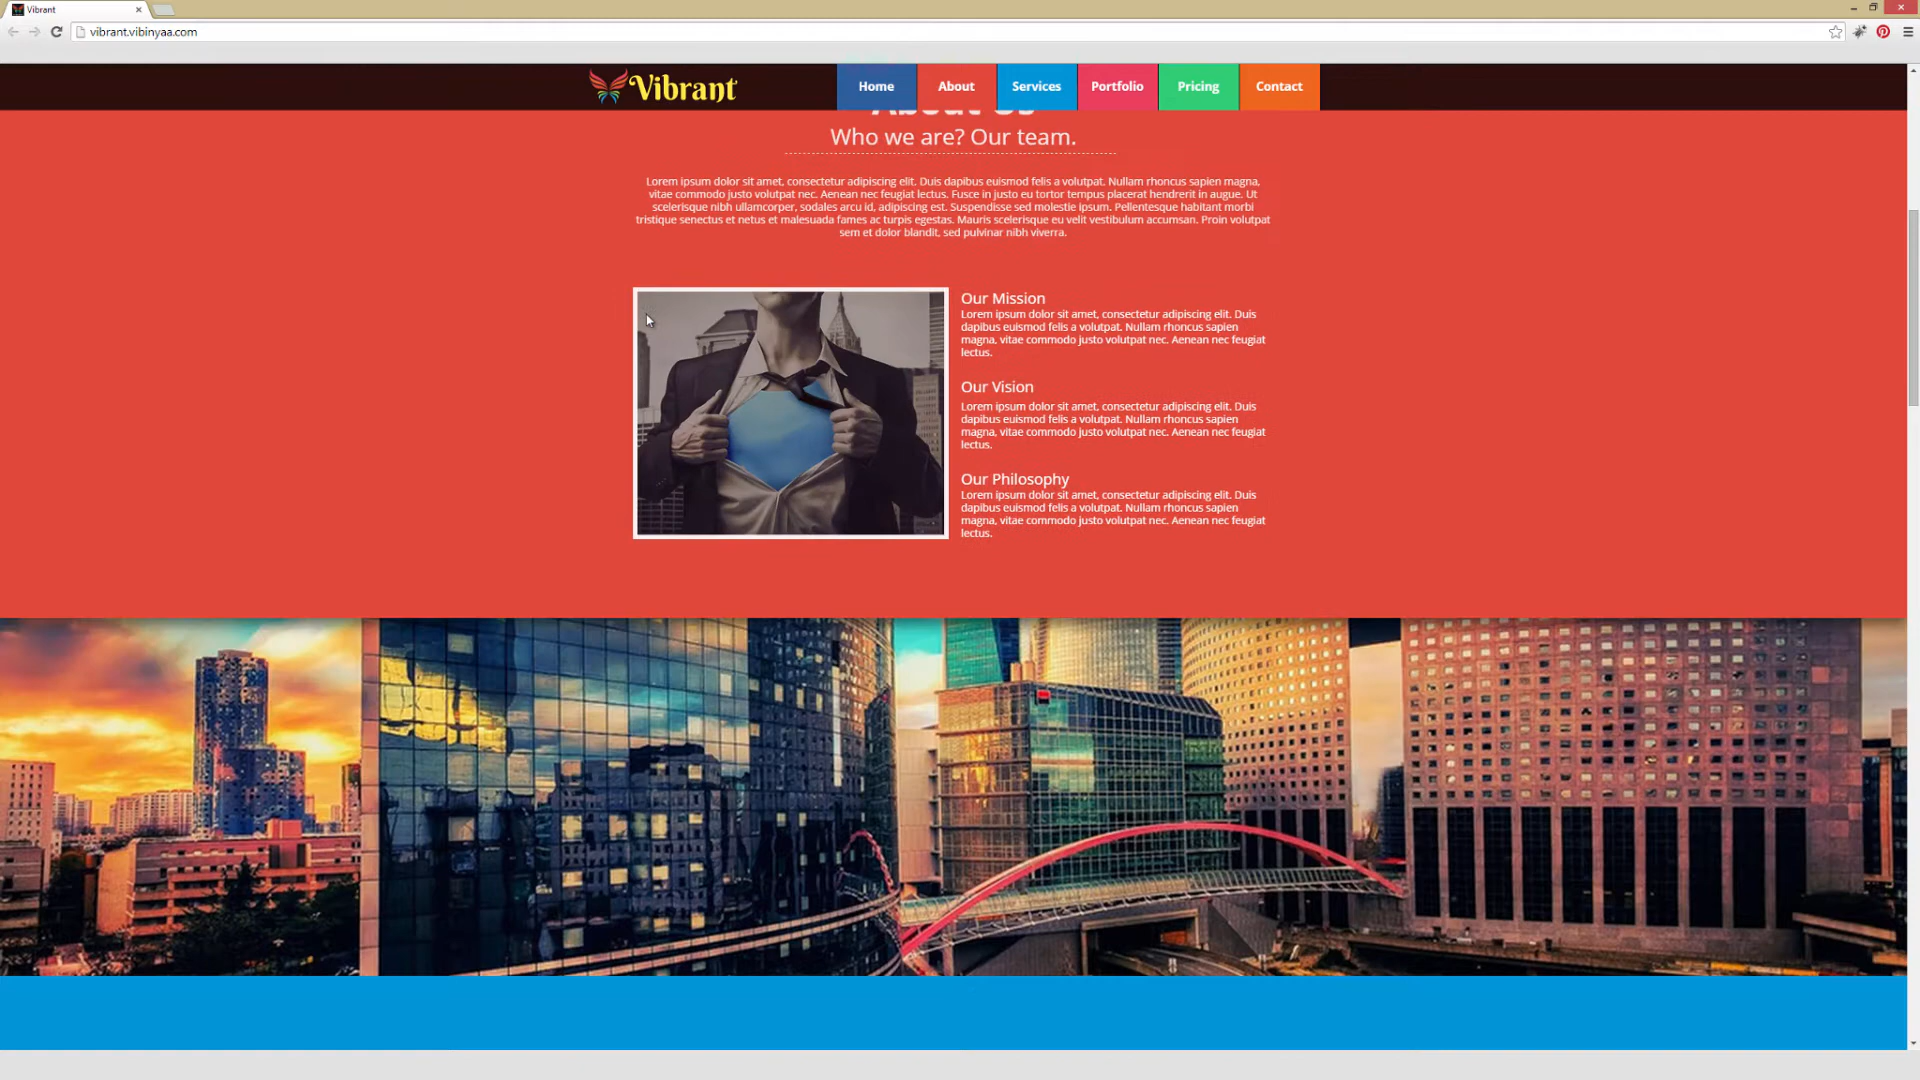 Vibrant
vibrant.vibinyaa.com
Vibrant
Home
About
Services
Portfolio
Pricing
Contact
About Us
Who we are? Our team.
Lorem ipsum dolor sit amet, consectetur adipiscing elit. Duis dapibus euismod felis a volutpat. Nullam rhoncus sapien magna,
vitae commodo justo volutpat nec. Aenean nec feugiat lectus. Fusce in justo eu tortor tempus placerat hendrerit in augue. Ut
scelerisque nibh ullamcorper, sodales arcu id, adipiscing est. Suspendisse sed molestie ipsum. Pellentesque habitant morbi
tristique senectus et netus et malesuada fames ac turpis egestas. Mauris scelerisque eu velit vestibulum accumsan. Proin volutpat
sem et dolor blandit, sed pulvinar nibh viverra.
Our Mission
Lorem ipsum dolor sit amet, consectetur adipiscing elit. Duis
dapibus euismod felis a volutpat. Nullam rhoncus sapien
magna, vitae commodo justo volutpat nec. Aenean nec feugiat
lectus.
Our Vision
Lorem ipsum dolor sit amet, consectetur adipiscing elit. Duis
dapibus euismod felis a volutpat. Nullam rhoncus sapien
magna, vitae commodo justo volutpat nec. Aenean nec feugiat
lectus.
Our Philosophy
Lorem ipsum dolor sit amet, consectetur adipiscing elit. Duis
dapibus euismod felis a volutpat. Nullam rhoncus sapien
magna, vitae commodo justo volutpat nec. Aenean nec feugiat
lectus.